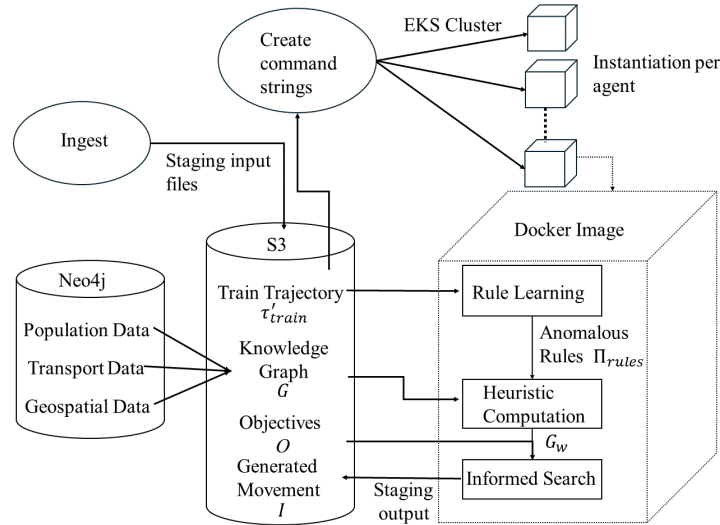 Create
command
strings
EKS Cluster
Instantiation per
agent
Ingest
Staging input
files
S3
Docker Image
Neo4j
Population Data
Transport Data
Geospatial Data
Train Trajectory
τ′train
Knowledge
Graph
G
Objectives
O
Generated
Movement
I
Rule Learning
Anomalous
Rules Πrules
Heuristic
Computation
Gw
Informed Search
Staging
output